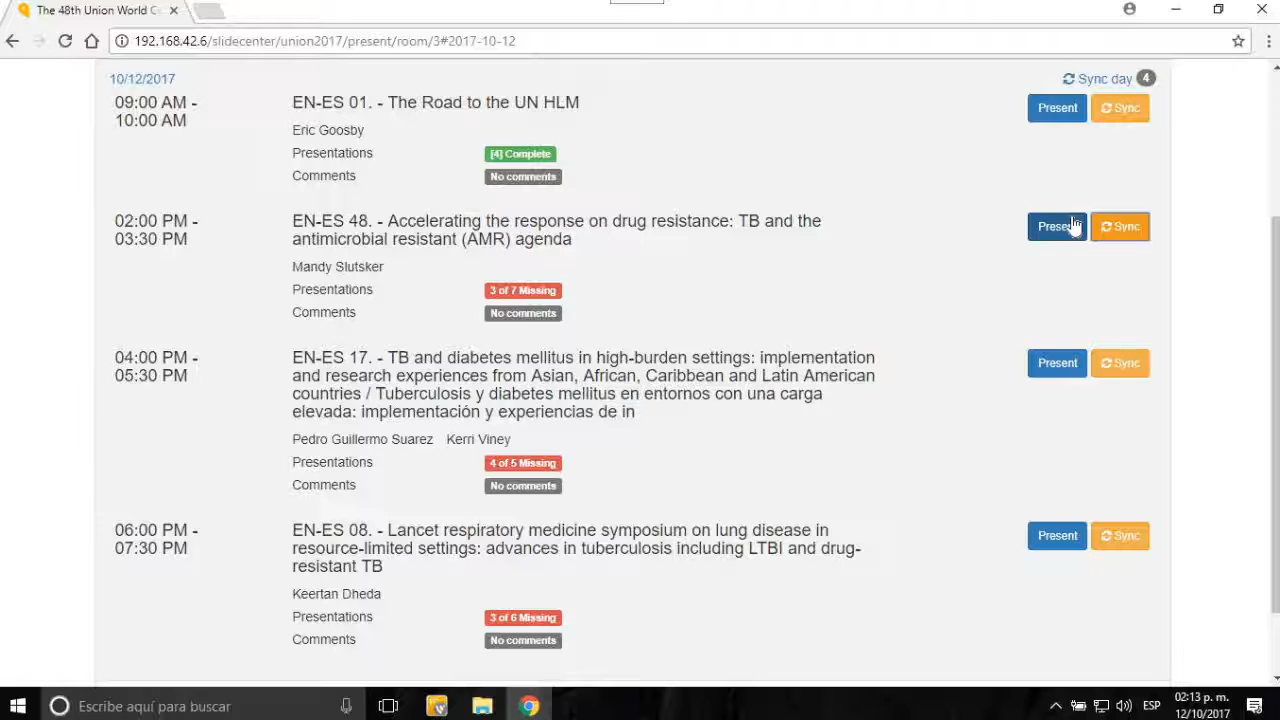 The 48th Union World C
192.168.42.6/slidecenter/union2017/present/room/3#2017-10-12
10/12/2017
Sync day 4
09:00 AM -
10:00 AM
EN-ES 01. - The Road to the UN HLM
Present
Sync
Eric Goosby
Presentations
[4] Complete
Comments
No comments
02:00 PM -
03:30 PM
EN-ES 48. - Accelerating the response on drug resistance: TB and the
antimicrobial resistant (AMR) agenda
Present
Sync
Mandy Slutsker
Presentations
3 of 7 Missing
Comments
No comments
04:00 PM -
05:30 PM
EN-ES 17. - TB and diabetes mellitus in high-burden settings: implementation
and research experiences from Asian, African, Caribbean and Latin American
countries / Tuberculosis y diabetes mellitus en entornos con una carga
elevada: implementación y experiencias de in
Present
Sync
Pedro Guillermo Suarez Kerri Viney
Presentations
4 of 5 Missing
Comments
No comments
06:00 PM -
07:30 PM
EN-ES 08. - Lancet respiratory medicine symposium on lung disease in
resource-limited settings: advances in tuberculosis including LTBI and drug-
resistant TB
Present
Sync
Keertan Dheda
Presentations
3 of 6 Missing
Comments
No comments
Escribe aquí para buscar
ESP
02:13 p. m.
12/10/2017